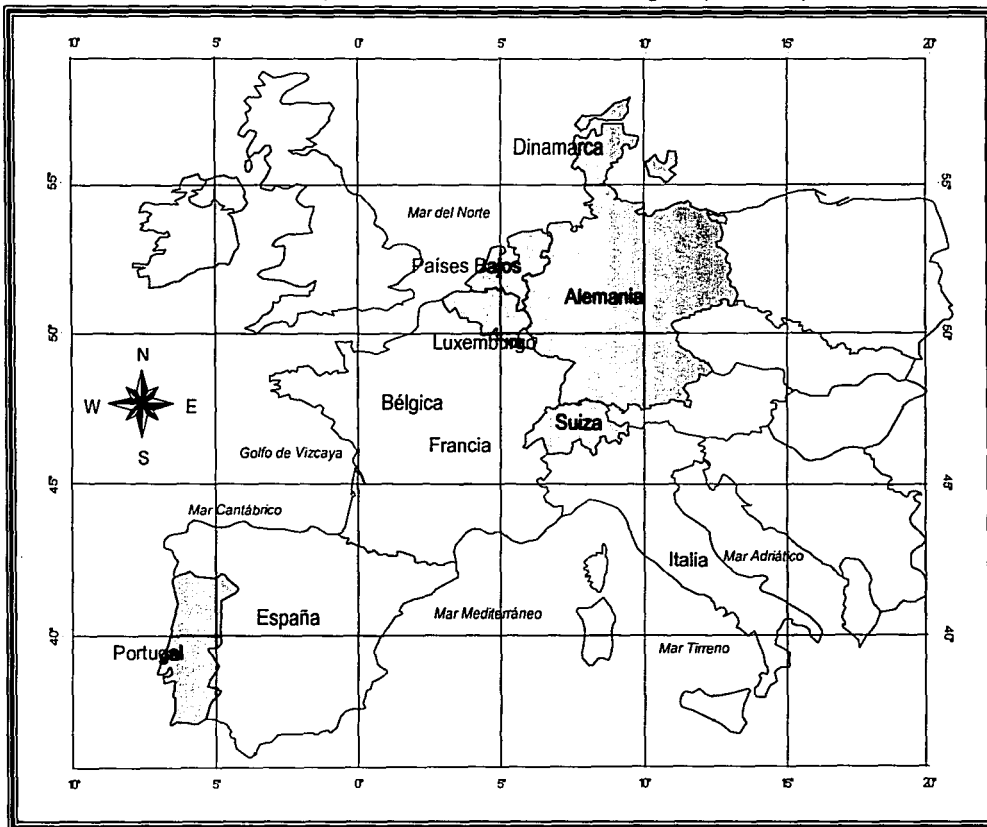 10° 5° 0° 5° 10° 15° 20°
Dinamarca
55° 55°
Mar del Norte
Países Bajos
Alemania
50° 50°
Luxemburgo
N
W E
S
Bélgica
Suiza
Francia
Golfo de Vizcaya
45° 45°
Mar Cantábrico
Italia
Mar Adriático
España
Mar Mediterráneo
40° 40°
Mar Tirreno
Portugal
10° 5° 0° 5° 10° 15° 20°